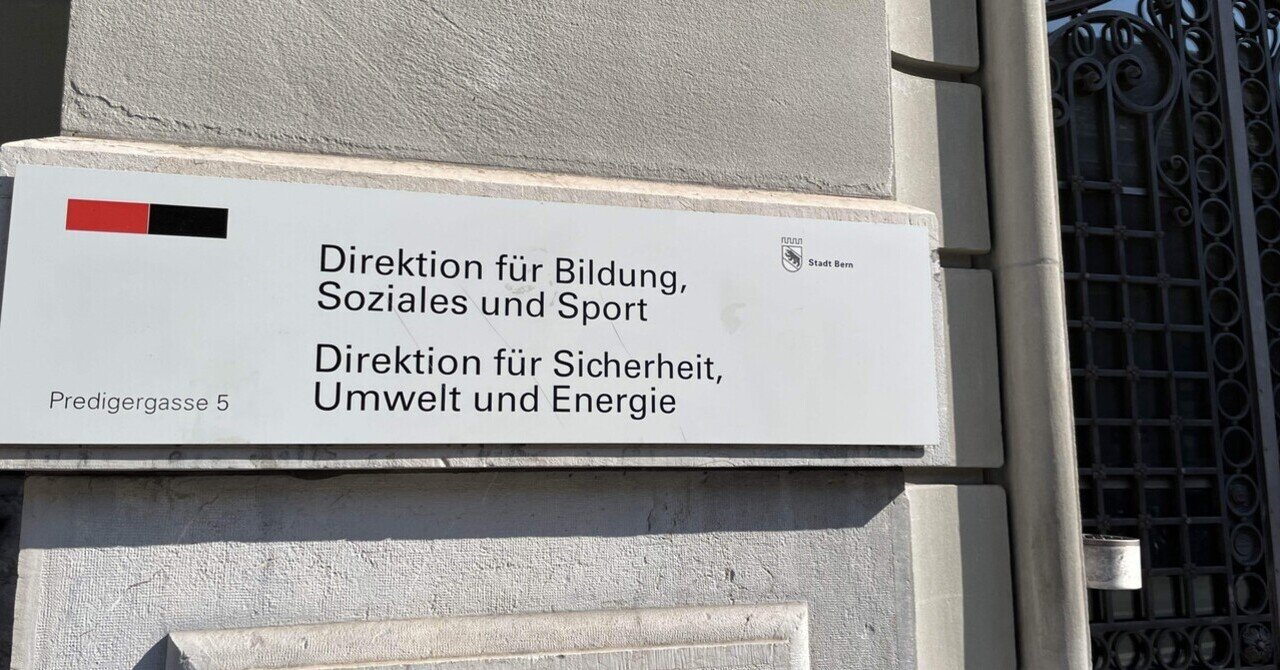 Direktion für Bildung,
Soziales und Sport
Direktion für Sicherheit,
Umwelt und Energie
Predigergasse 5
Stadt Bern